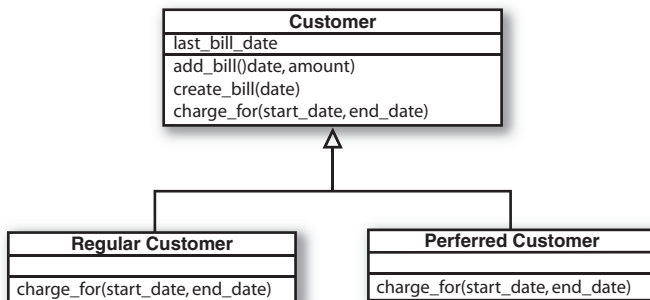 Customer
last_bill_date
add_bill()date, amount)
create_bill(date)
charge_for(start_date, end_date)
Regular Customer
charge_for(start_date, end_date)
Perferred Customer
charge_for(start_date, end_date)